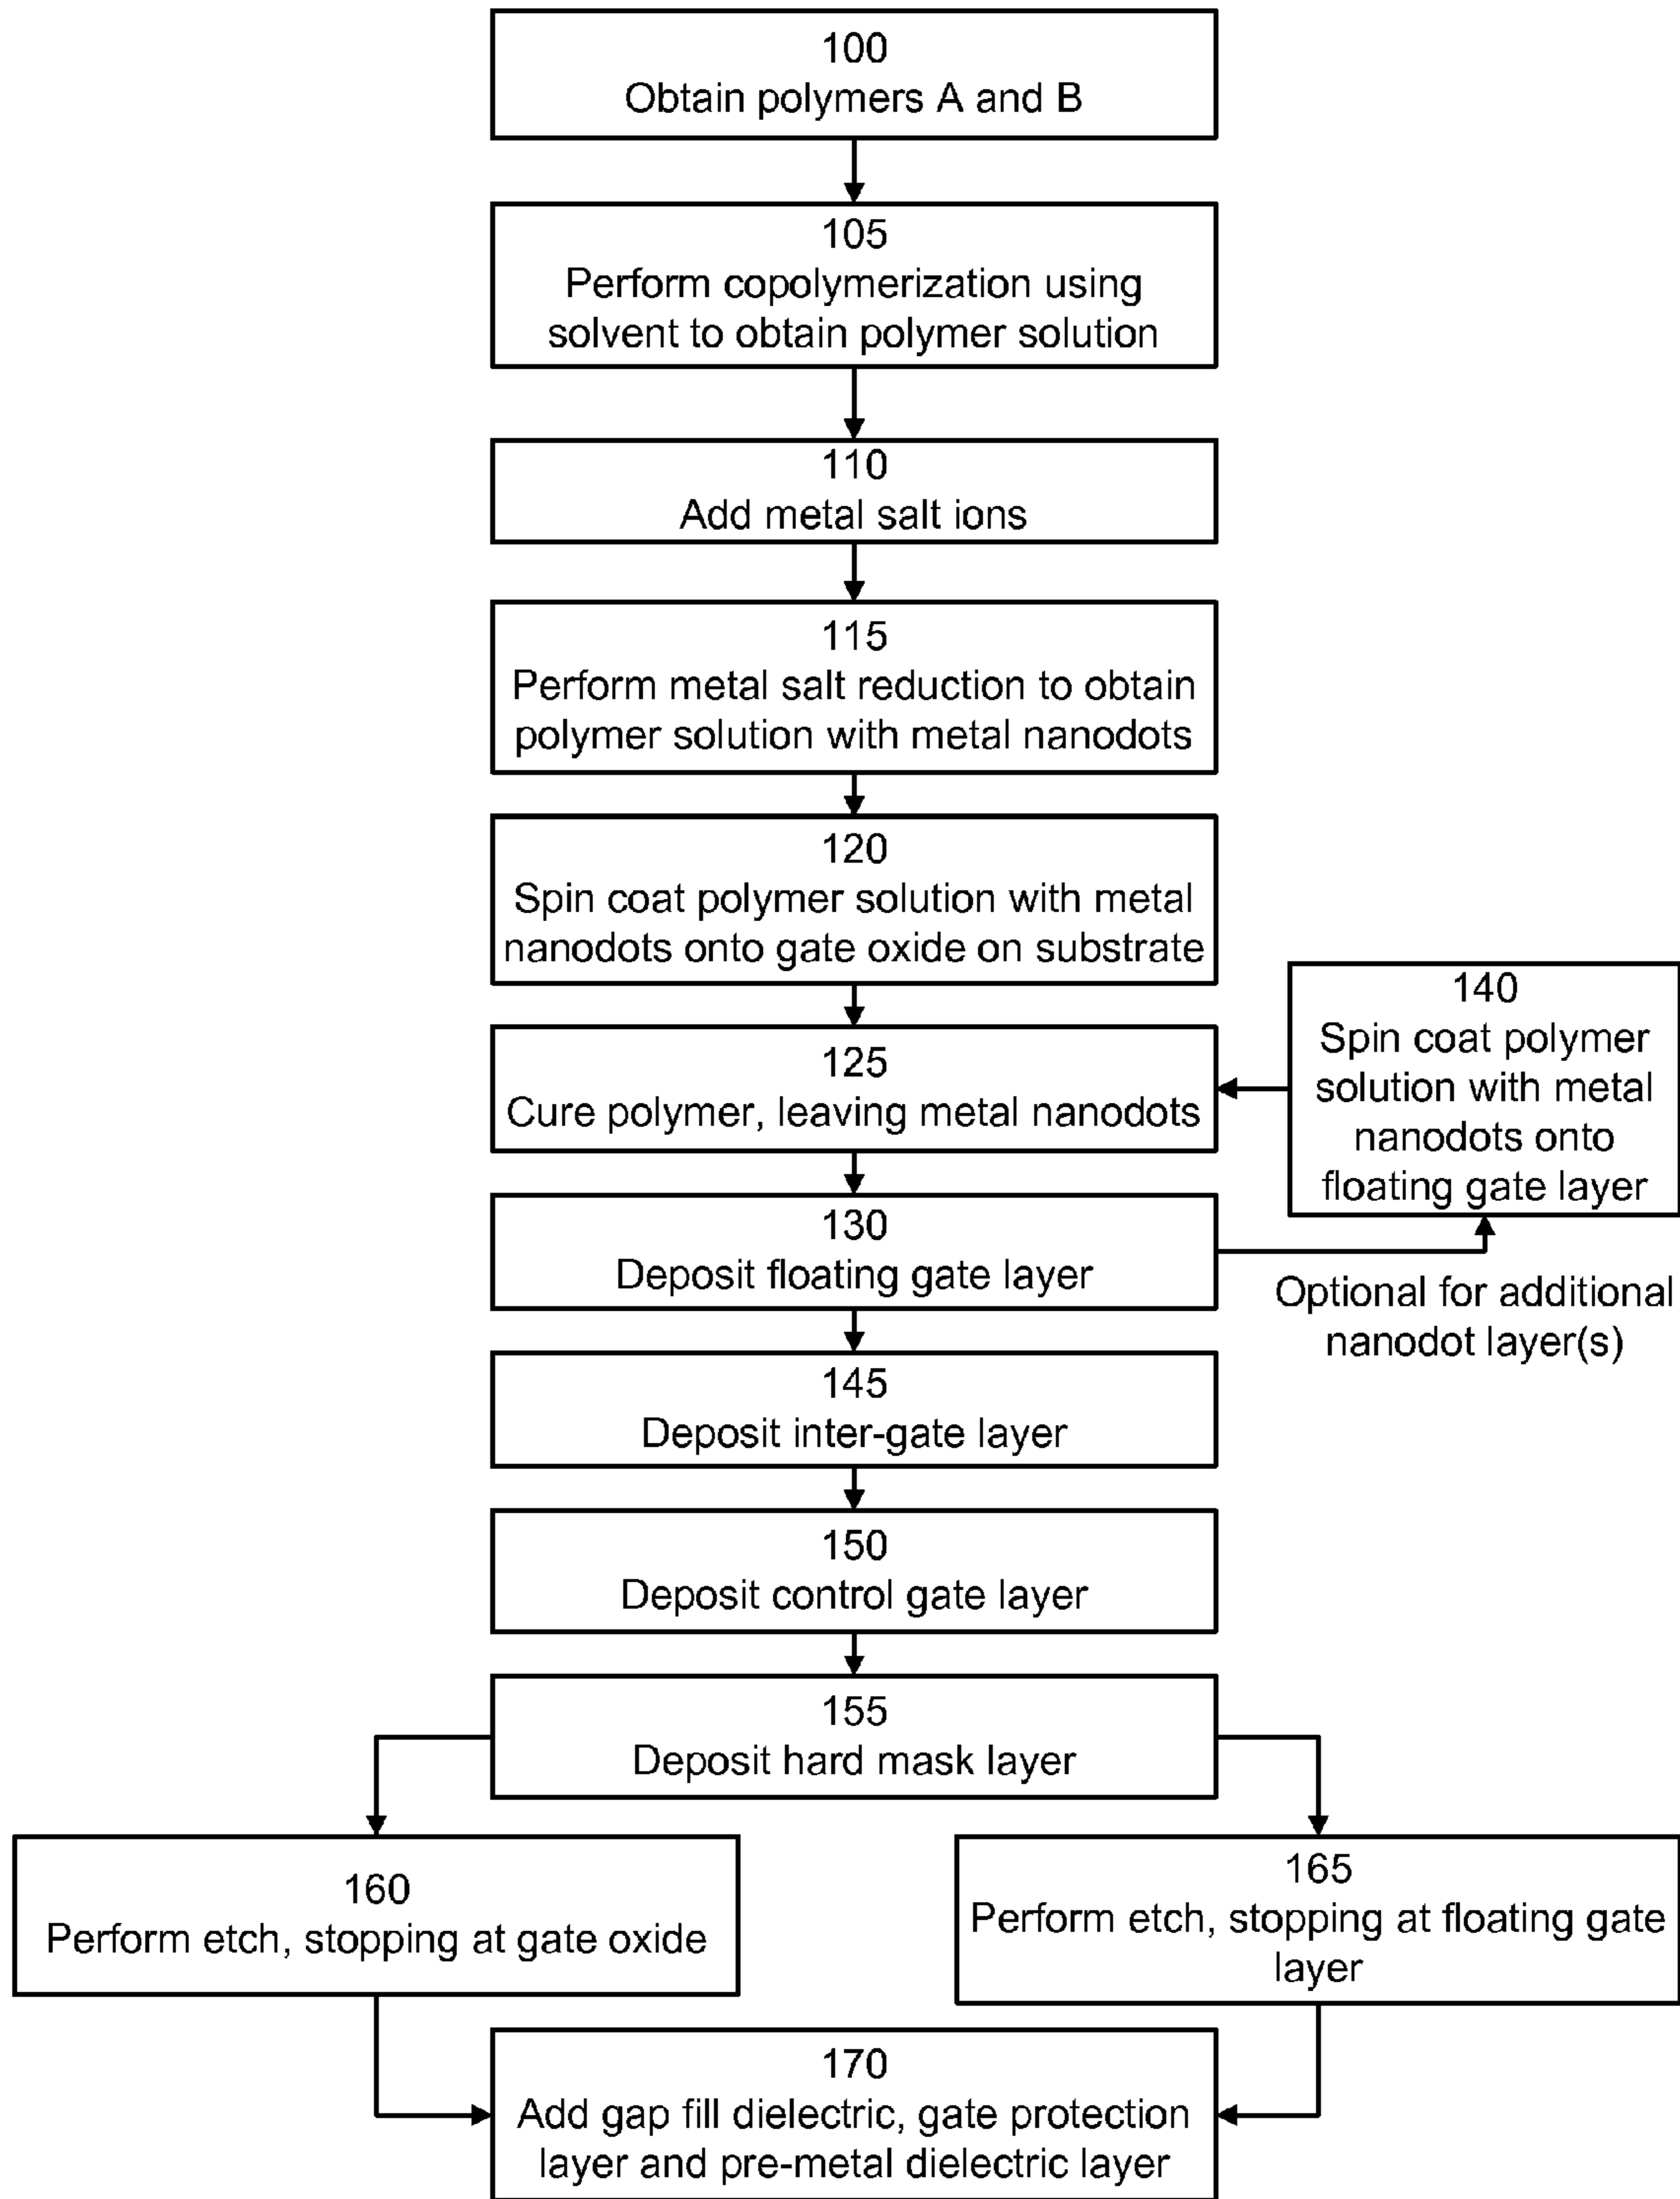 100
Obtain polymers A and B
105
Perform copolymerization using
solvent to obtain polymer solution
110
Add metal salt ions
115
Perform metal salt reduction to obtain
polymer solution with metal nanodots
120
Spin coat polymer solution with metal
nanodots onto gate oxide on substrate
125
Cure polymer, leaving metal nanodots
140
Spin coat polymer
solution with metal
nanodots onto
floating gate layer
130
Deposit floating gate layer
Optional for additional
nanodot layer(s)
145
Deposit inter-gate layer
150
Deposit control gate layer
155
Deposit hard mask layer
160
Perform etch, stopping at gate oxide
165
Perform etch, stopping at floating gate
layer
170
Add gap fill dielectric, gate protection
layer and pre-metal dielectric layer